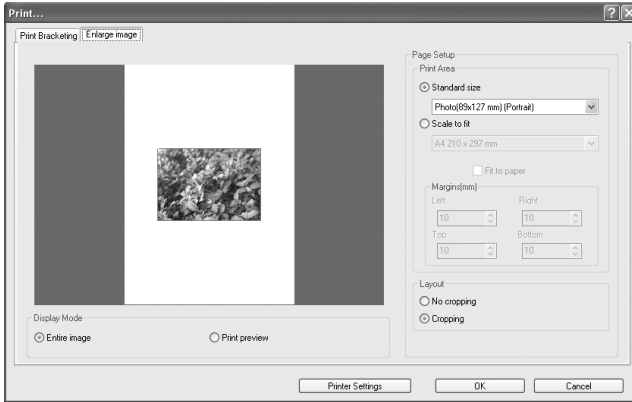 Print...
Print Bracketing Enlarge image
Page Setup
Print Area
Standard size
Photo(89x127 mm) (Portrait)
Scale to fit
A4 210 x 297 mm
Fit to paper
Margins(mm)
Left Right
10 10
Top Bottom
10 10
Layout
No cropping
Cropping
Display Mode
Entire image Print preview
Printer Settings OK Cancel